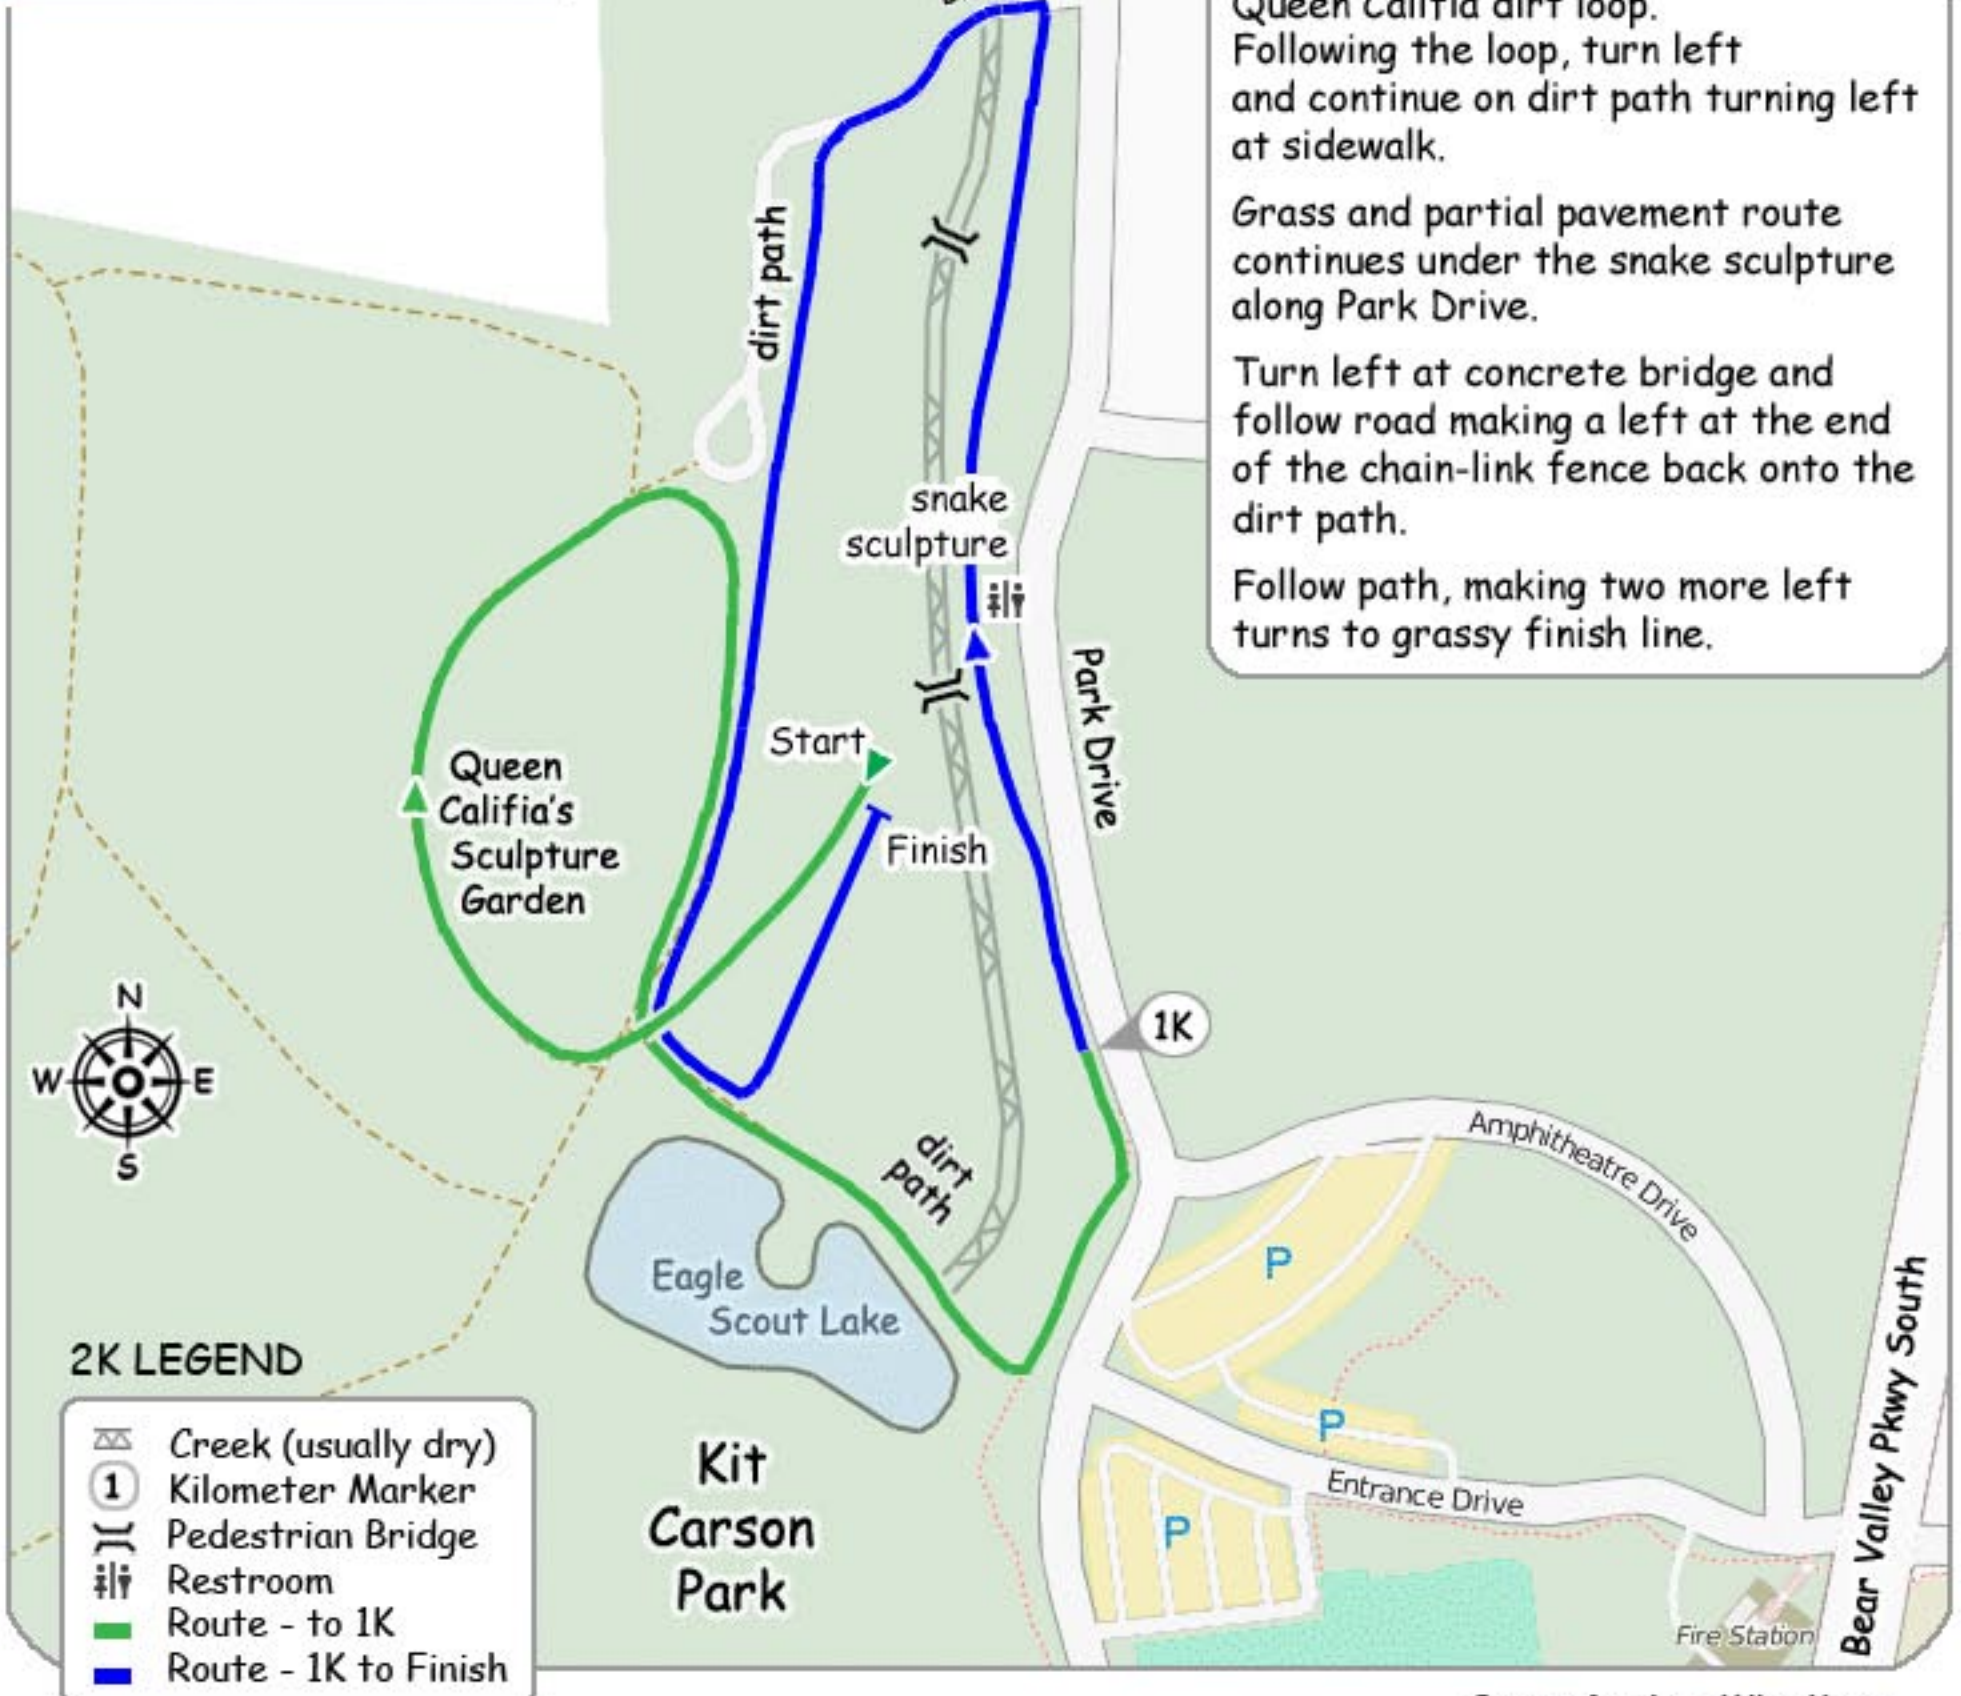 Queen Califia dirt loop.
Following the loop, turn left
and continue on dirt path turning left
at sidewalk.
Grass and partial pavement route
continues under the snake sculpture
along Park Drive.
Turn left at concrete bridge and
follow road making a left at the end
of the chain-link fence back onto the
dirt path.
Follow path, making two more left
turns to grassy finish line.
dirt path
snake
sculpture
Park Drive
Start
Finish
Queen
Califia's
Sculpture
Garden
N
W
E
S
1K
dirt
path
Amphitheatre Drive
P
Eagle
Scout Lake
P
Entrance Drive
P
Bear Valley Pkwy South
Fire Station
Kit
Carson
Park
2K LEGEND
Creek (usually dry)
1 Kilometer Marker
Pedestrian Bridge
Restroom
Route - to 1K
Route - 1K to Finish